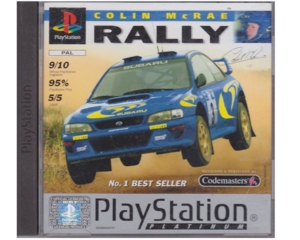 COLIN McRAE
RALLY
PlayStation
PAL
9/10
95%
5/5
SUBARU
SUBARU
No.1 BEST SELLER
Codemasters
PlayStation
PLATINUM
PlayStation